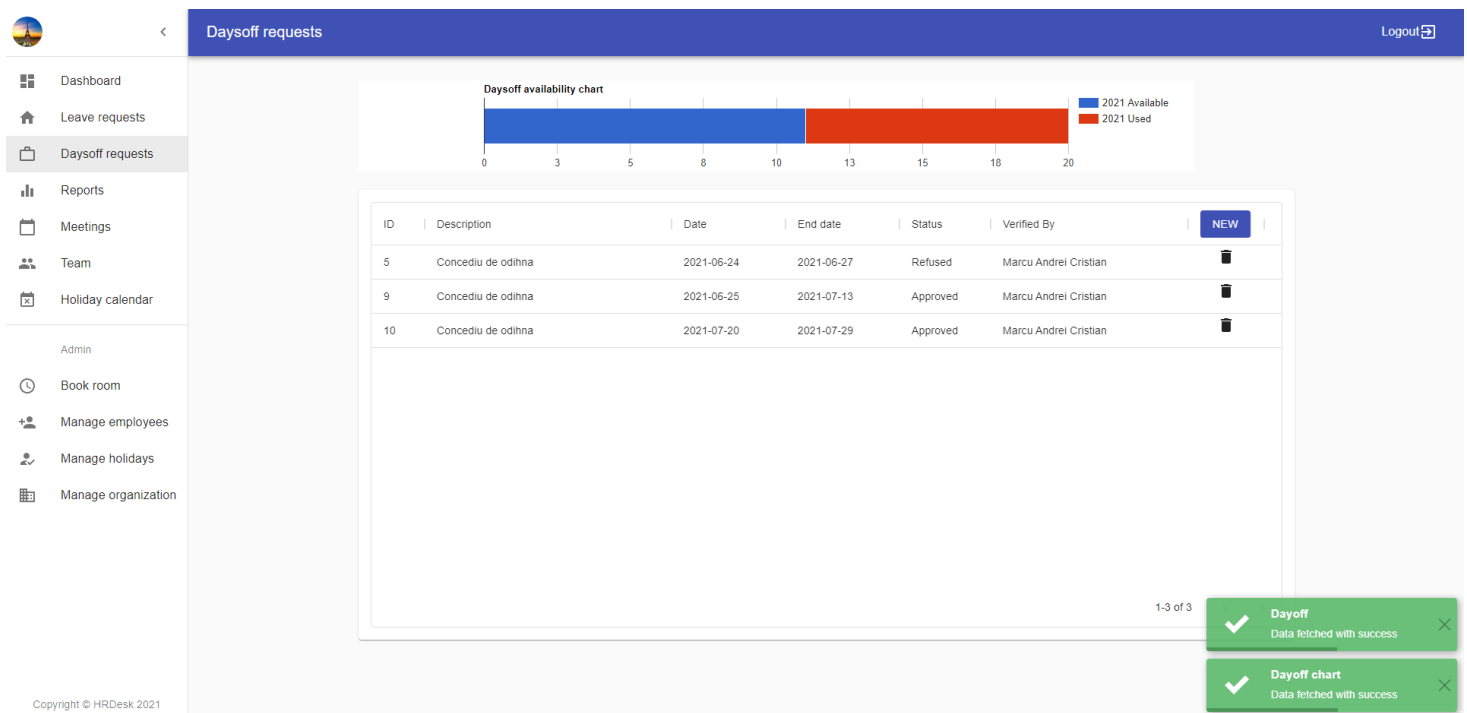 Daysoff requests
Logout
Dashboard
Leave requests
Daysoff requests
Reports
Meetings
Team
Holiday calendar
Admin
Book room
Manage employees
Manage holidays
Manage organization
Copyright © HRDesk 2021
Daysoff availability chart
2021 Available
2021 Used
0 3 5 8 10 13 15 18 20
ID Description Date End date Status Verified By NEW
5 Concediu de odihna 2021-06-24 2021-06-27 Refused Marcu Andrei Cristian
9 Concediu de odihna 2021-06-25 2021-07-13 Approved Marcu Andrei Cristian
10 Concediu de odihna 2021-07-20 2021-07-29 Approved Marcu Andrei Cristian
1-3 of 3
Dayoff
Data fetched with success
Dayoff chart
Data fetched with success